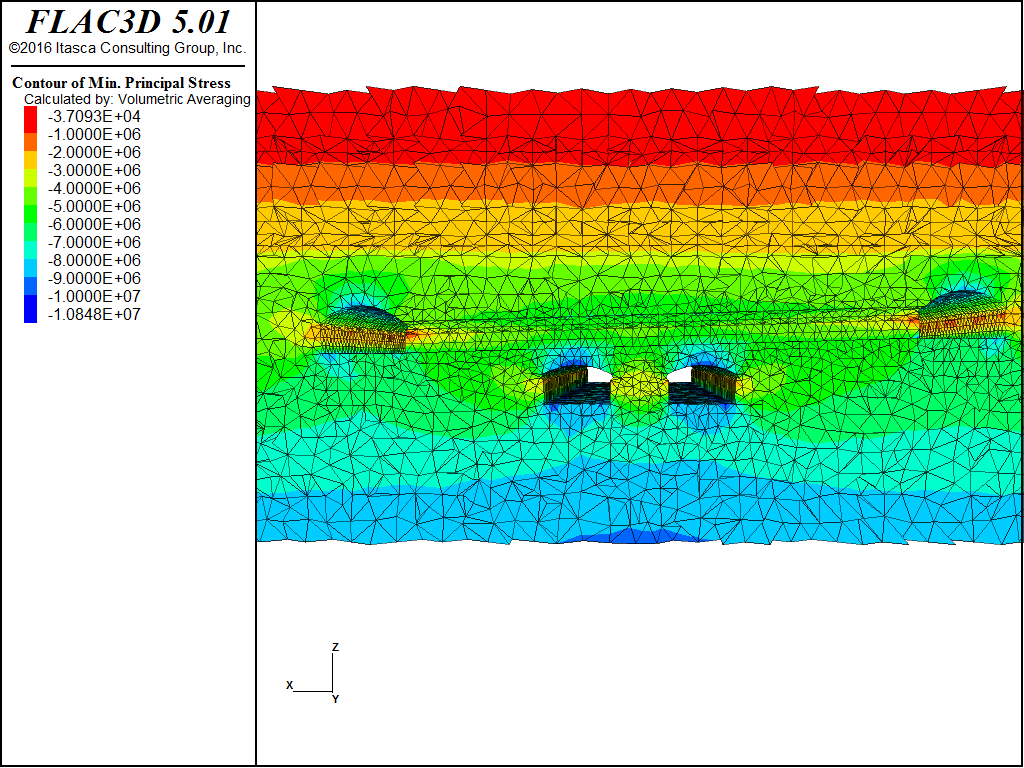 FLAC3D 5.01
©2016 Itasca Consulting Group, Inc.
Contour of Min. Principal Stress
Calculated by: Volumetric Averaging
-3.7093E+04
-1.0000E+06
-2.0000E+06
-3.0000E+06
-4.0000E+06
-5.0000E+06
-6.0000E+06
-7.0000E+06
-8.0000E+06
-9.0000E+06
-1.0000E+07
-1.0848E+07
Z
X
Y